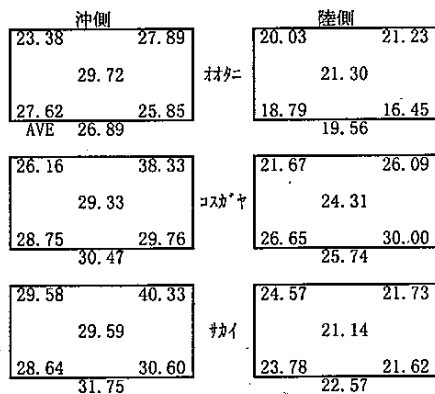 沖側 陸側
23.38 27.89 20.03 21.23
29.72 オオタニ 21.30
27.62 25.85 18.79 16.45
AVE 26.89 19.56
26.16 38.33 21.67 26.09
29.33 コスガヤ 24.31
28.75 29.76 26.65 30.00
30.47 25.74
29.58 40.33 24.57 21.73
29.59 サカイ 21.14
28.64 30.60 23.78 21.62
31.75 22.57